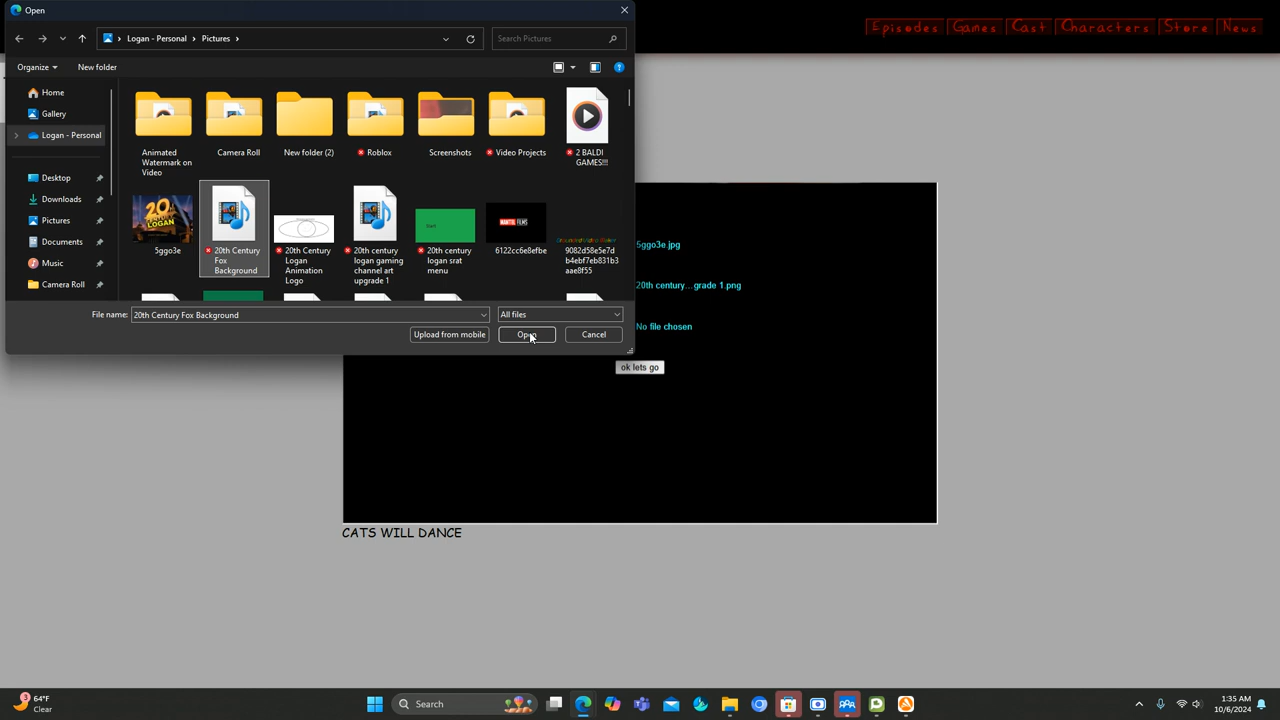 Open
Episodes Games Cast Characters Store News
Logan - Personal > Pictures >
Search Pictures
Organize
New folder
Home
Gallery
Logan - Personal
Desktop
Downloads
Pictures
Documents
Music
Camera Roll
Animated Watermark on Video
Camera Roll
New folder (2)
Roblox
Screenshots
Video Projects
2 BALDI GAMES!!!
5ggo3e
20th Century Fox Background
20th Century Logan Animation Logo
20th century logan gaming channel art upgrade 1
20th century logan srat menu
6122cc6e8efbe
9082d58e5e7db4ebf7eb831b3aae8f55
File name:
20th Century Fox Background
All files
Upload from mobile
Open
Cancel
5ggo3e.jpg
20th century...grade 1.png
No file chosen
ok lets go
CATS WILL DANCE
3
64°F
Clear
Search
1:35 AM
10/6/2024